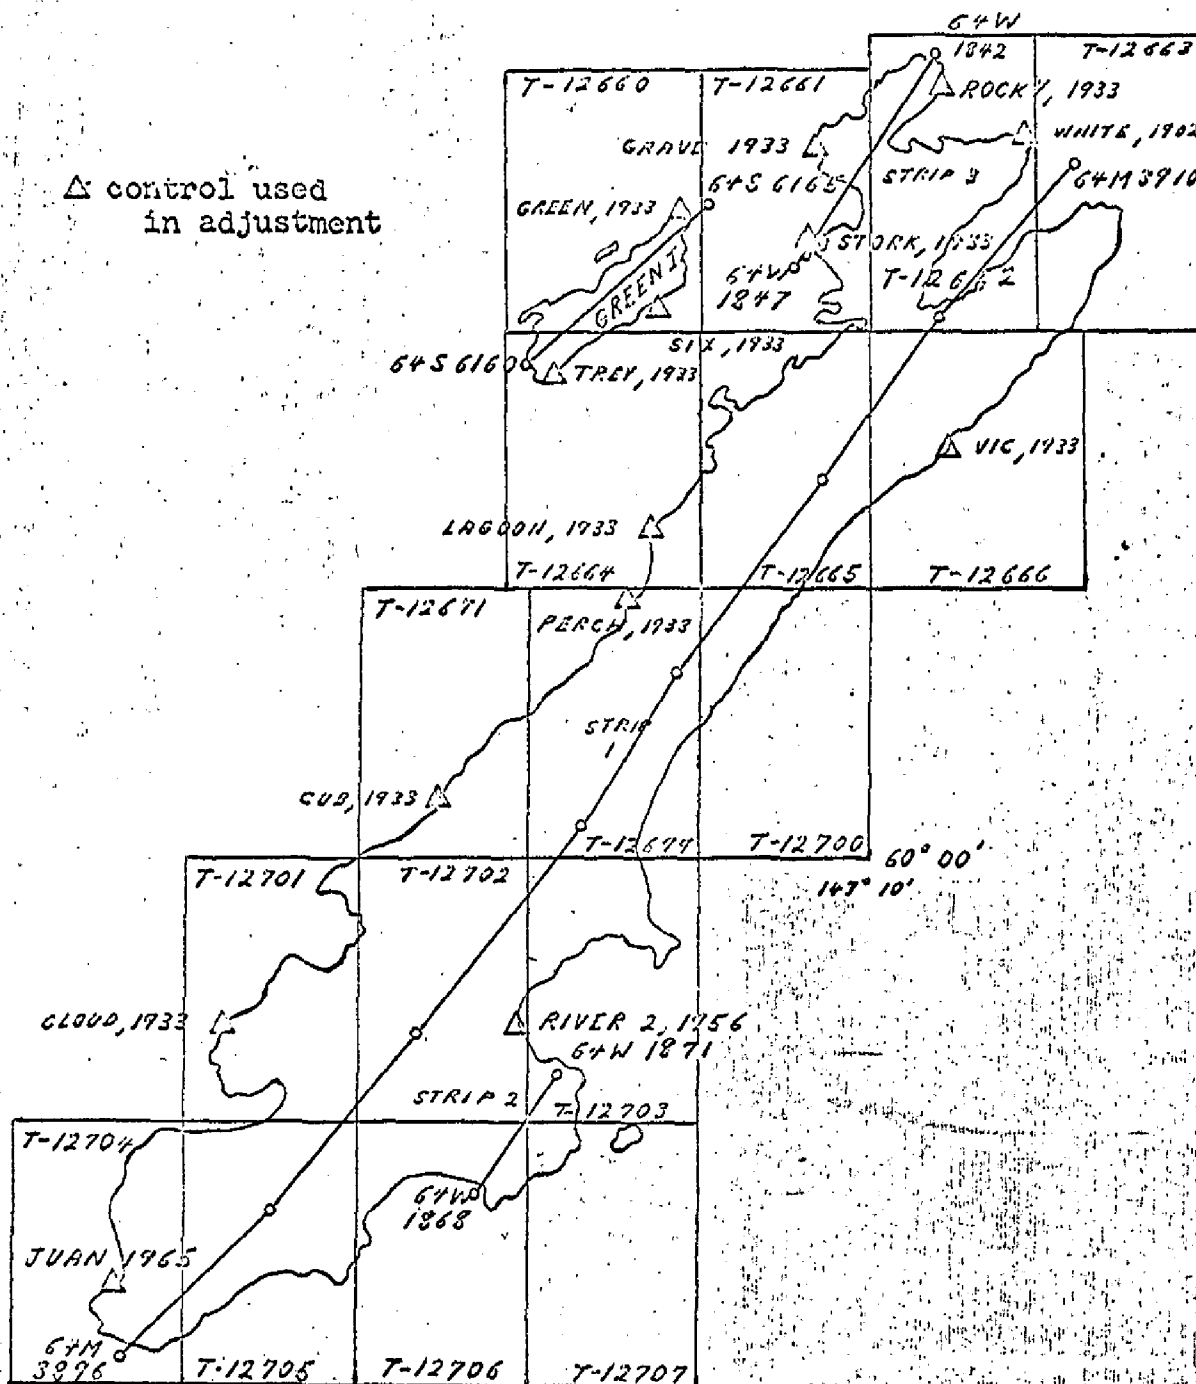 64W
1842
T-12663
T-12660
T-12661
ROCKY, 1933
GRAVE 1933
WHITE, 1902
STRIP 3
64M 3910
△ control used
in adjustment
64S 6165
GREEN, 1933
STORK, 1933
64W
1847
T-12662
GREEN I
SIX, 1933
64S 6160
TREY, 1933
VIC, 1933
LAGOON, 1933
T-12664
T-12665
T-12666
T-12671
PERCH, 1933
STRIP
1
CUB, 1933
T-12700
60° 00'
147° 10'
T-12701
T-12702
CLOUD, 1933
RIVER 2, 1956
64W 1871
STRIP 2
T-12703
T-12704
64W
1868
JUAN 1965
64M
3896
T-12705
T-12706
T-12707